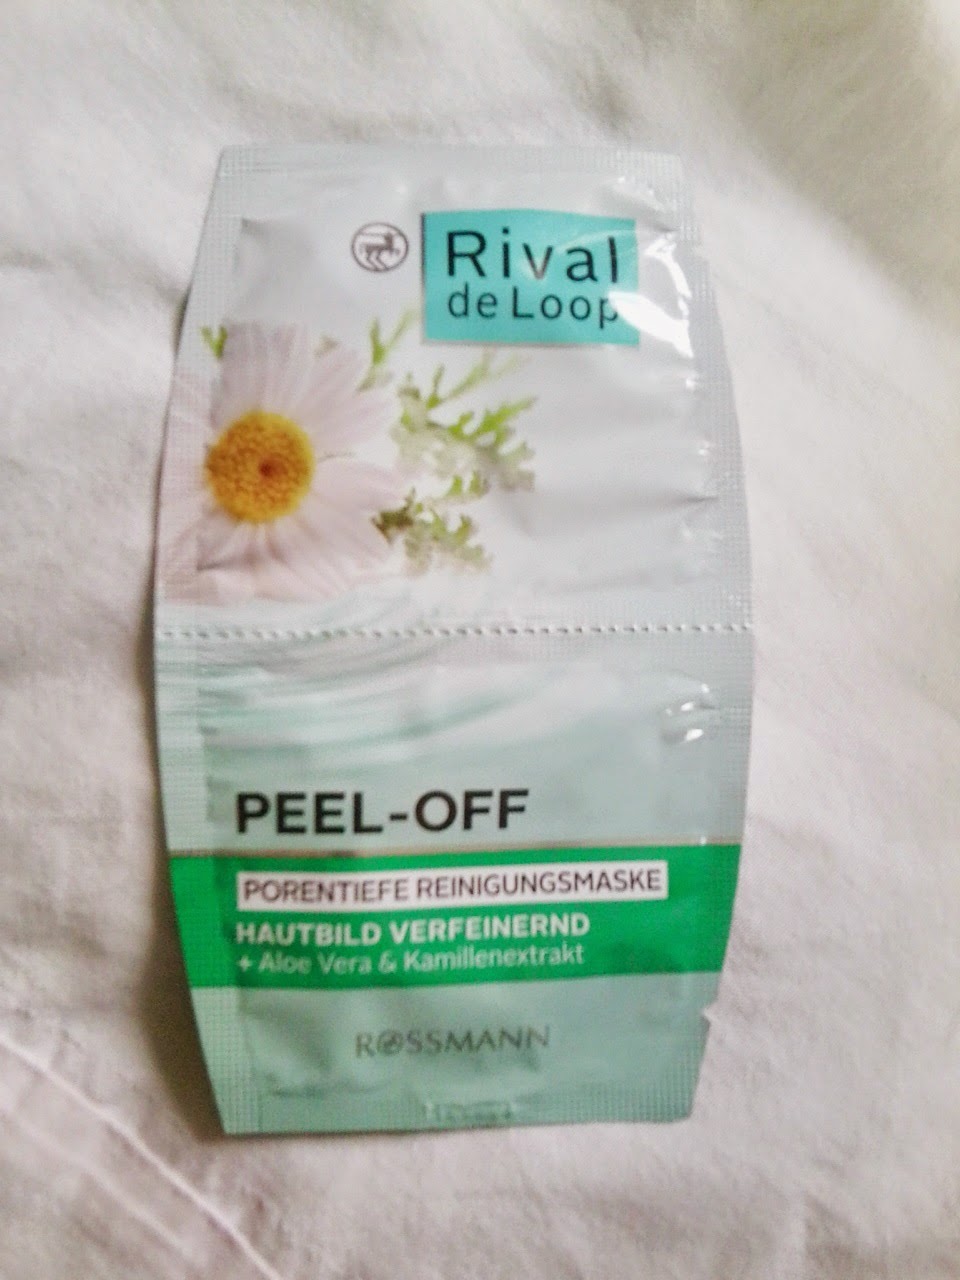 Rival
de Loop
PEEL-OFF
PORENTIEFE REINIGUNGSMASKE
HAUTBILD VERFEINERND
+ Aloe Vera & Kamillenextrakt
ROSSMANN